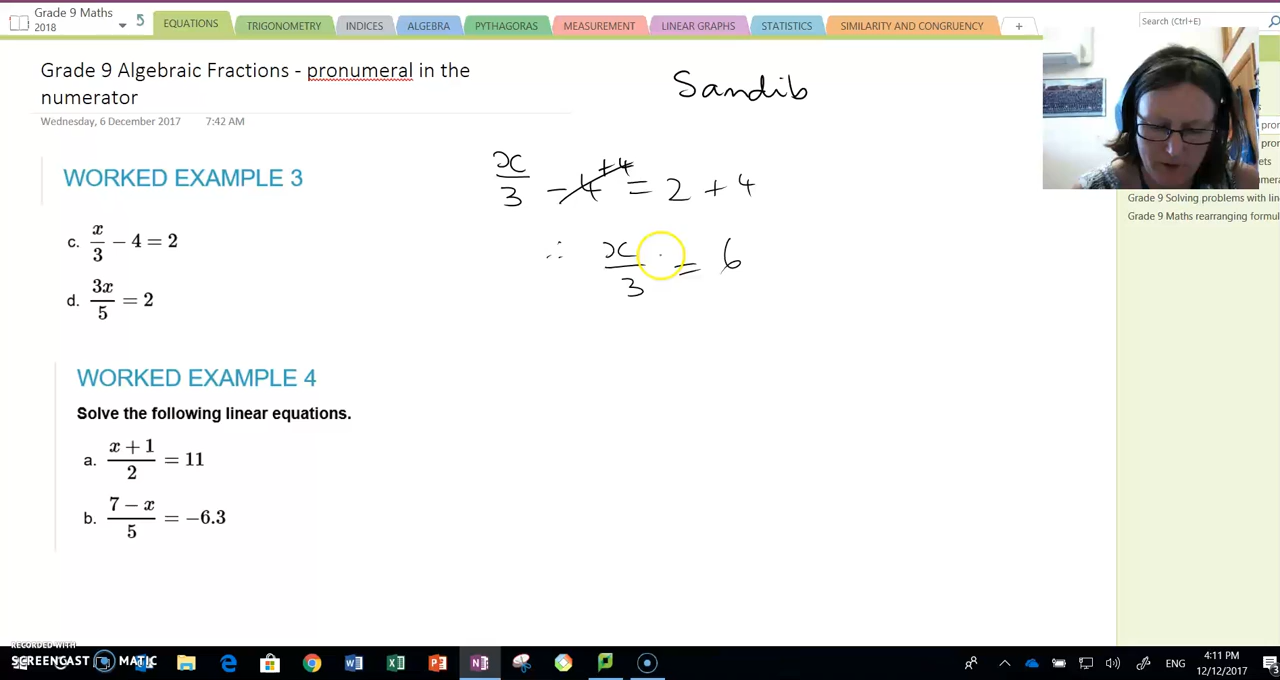 Grade 9 Maths
2018
5
EQUATIONS TRIGONOMETRY INDICES ALGEBRA PYTHAGORAS MEASUREMENT LINEAR GRAPHS STATISTICS SIMILARITY AND CONGRUENCY +
Search (Ctrl+E)
Grade 9 Algebraic Fractions - pronumeral in the
numerator
Wednesday, 6 December 2017 7:42 AM
Sandib
WORKED EXAMPLE 3
c. x/3 − 4 = 2
d. 3x/5 = 2
x/3 − 4 + 4 = 2 + 4
∴ x/3 = 6
WORKED EXAMPLE 4
Solve the following linear equations.
a. (x + 1)/2 = 11
b. (7 − x)/5 = −6.3
Grade 9 Solving problems with lin
Grade 9 Maths rearranging formul
RECORDED WITH
SCREENCAST MATIC
ENG
4:11 PM
12/12/2017